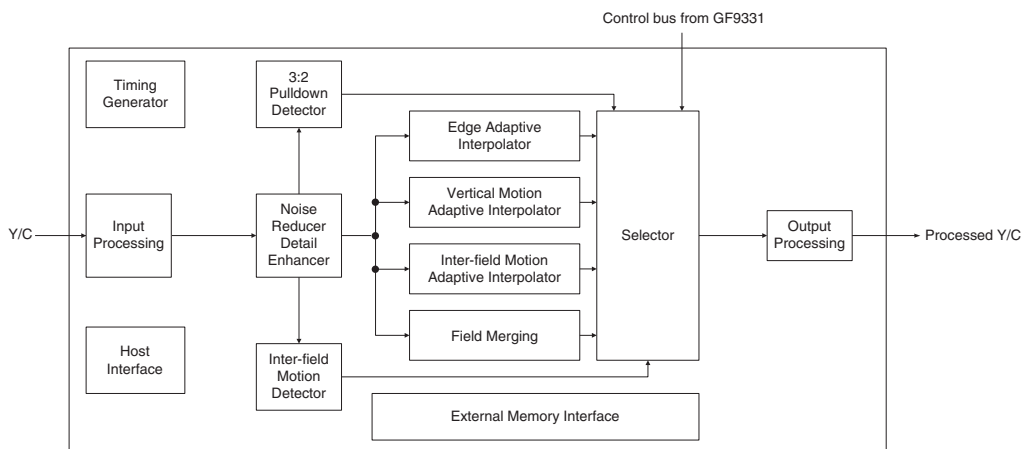 Control bus from GF9331
Timing
Generator
3:2
Pulldown
Detector
Edge Adaptive
Interpolator
Vertical Motion
Adaptive Interpolator
Y/C
Input
Processing
Noise
Reducer
Detail
Enhancer
Selector
Output
Processing
Processed Y/C
Inter-field Motion
Adaptive Interpolator
Field Merging
Host
Interface
Inter-field
Motion
Detector
External Memory Interface